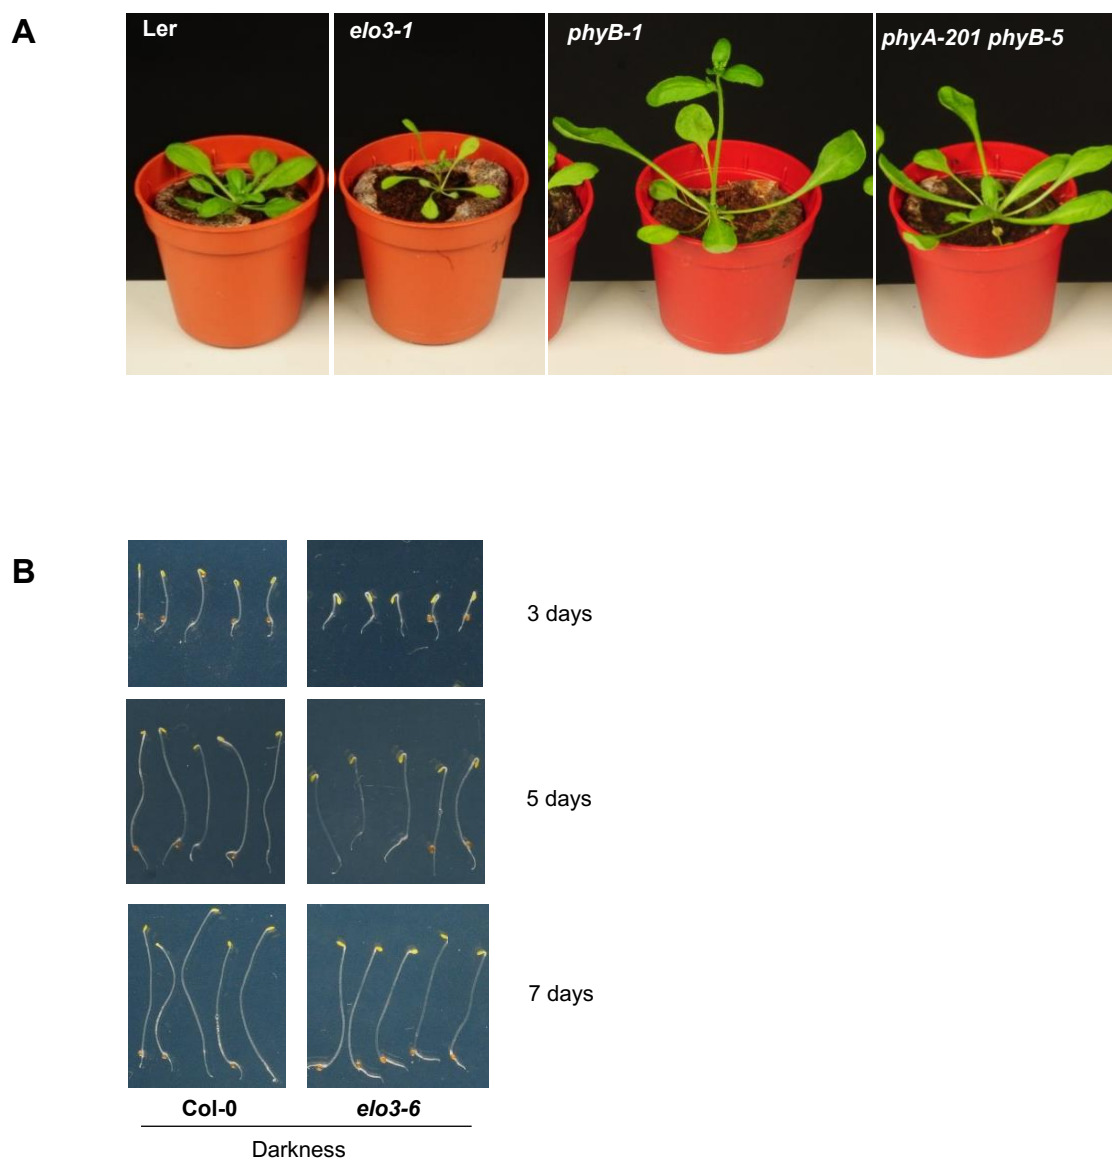 A
Ler
elo3-1
phyB-1
phyA-201 phyB-5
B
3 days
5 days
7 days
Col-0
elo3-6
Darkness